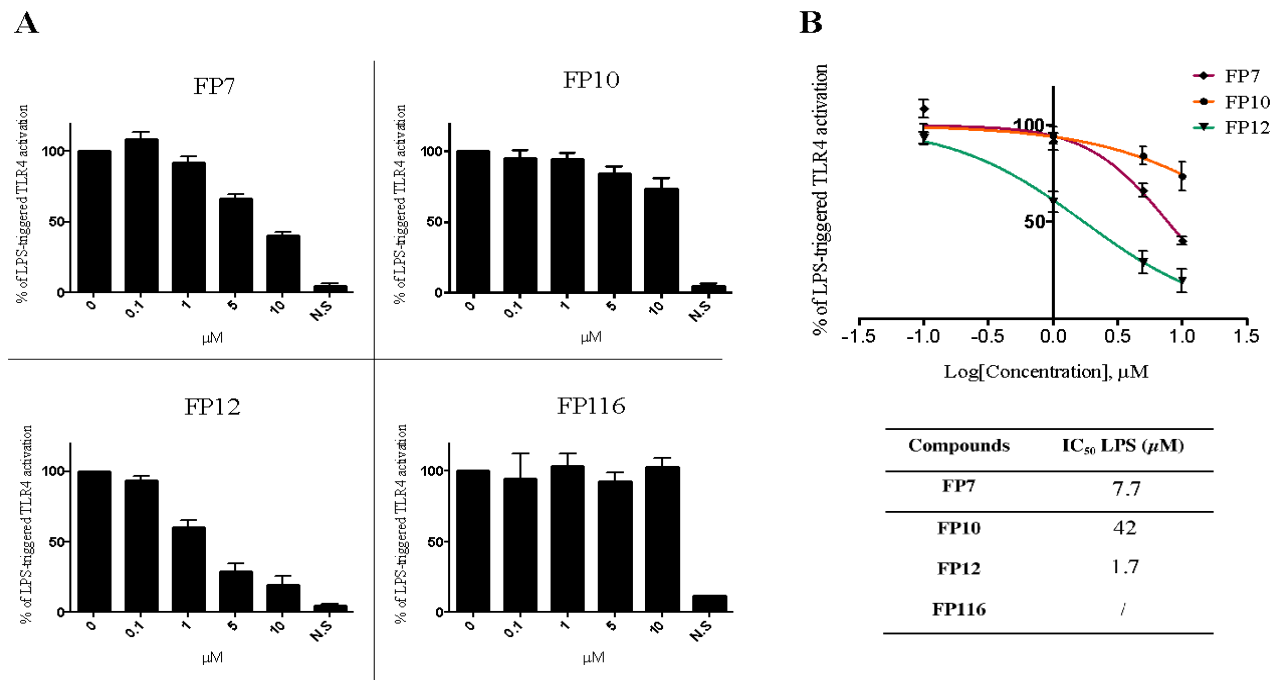 A
FP7
% of LPS-triggered TLR4 activation
100
50
0
0 0.1 1 5 10 N.S
µM
FP10
% of LPS-triggered TLR4 activation
100
50
0
0 0.1 1 5 10 N.S
µM
FP12
% of LPS-triggered TLR4 activation
100
50
0
0 0.1 1 5 10 N.S
µM
FP116
% of LPS-triggered TLR4 activation
100
50
0
0 0.1 1 5 10 N.S
µM
B
% of LPS-triggered TLR4 activation
100
50
-1.5 -1.0 -0.5 0.0 0.5 1.0 1.5
Log[Concentration], µM
FP7
FP10
FP12
Compounds IC₅₀ LPS (µM)
FP7 7.7
FP10 42
FP12 1.7
FP116 /